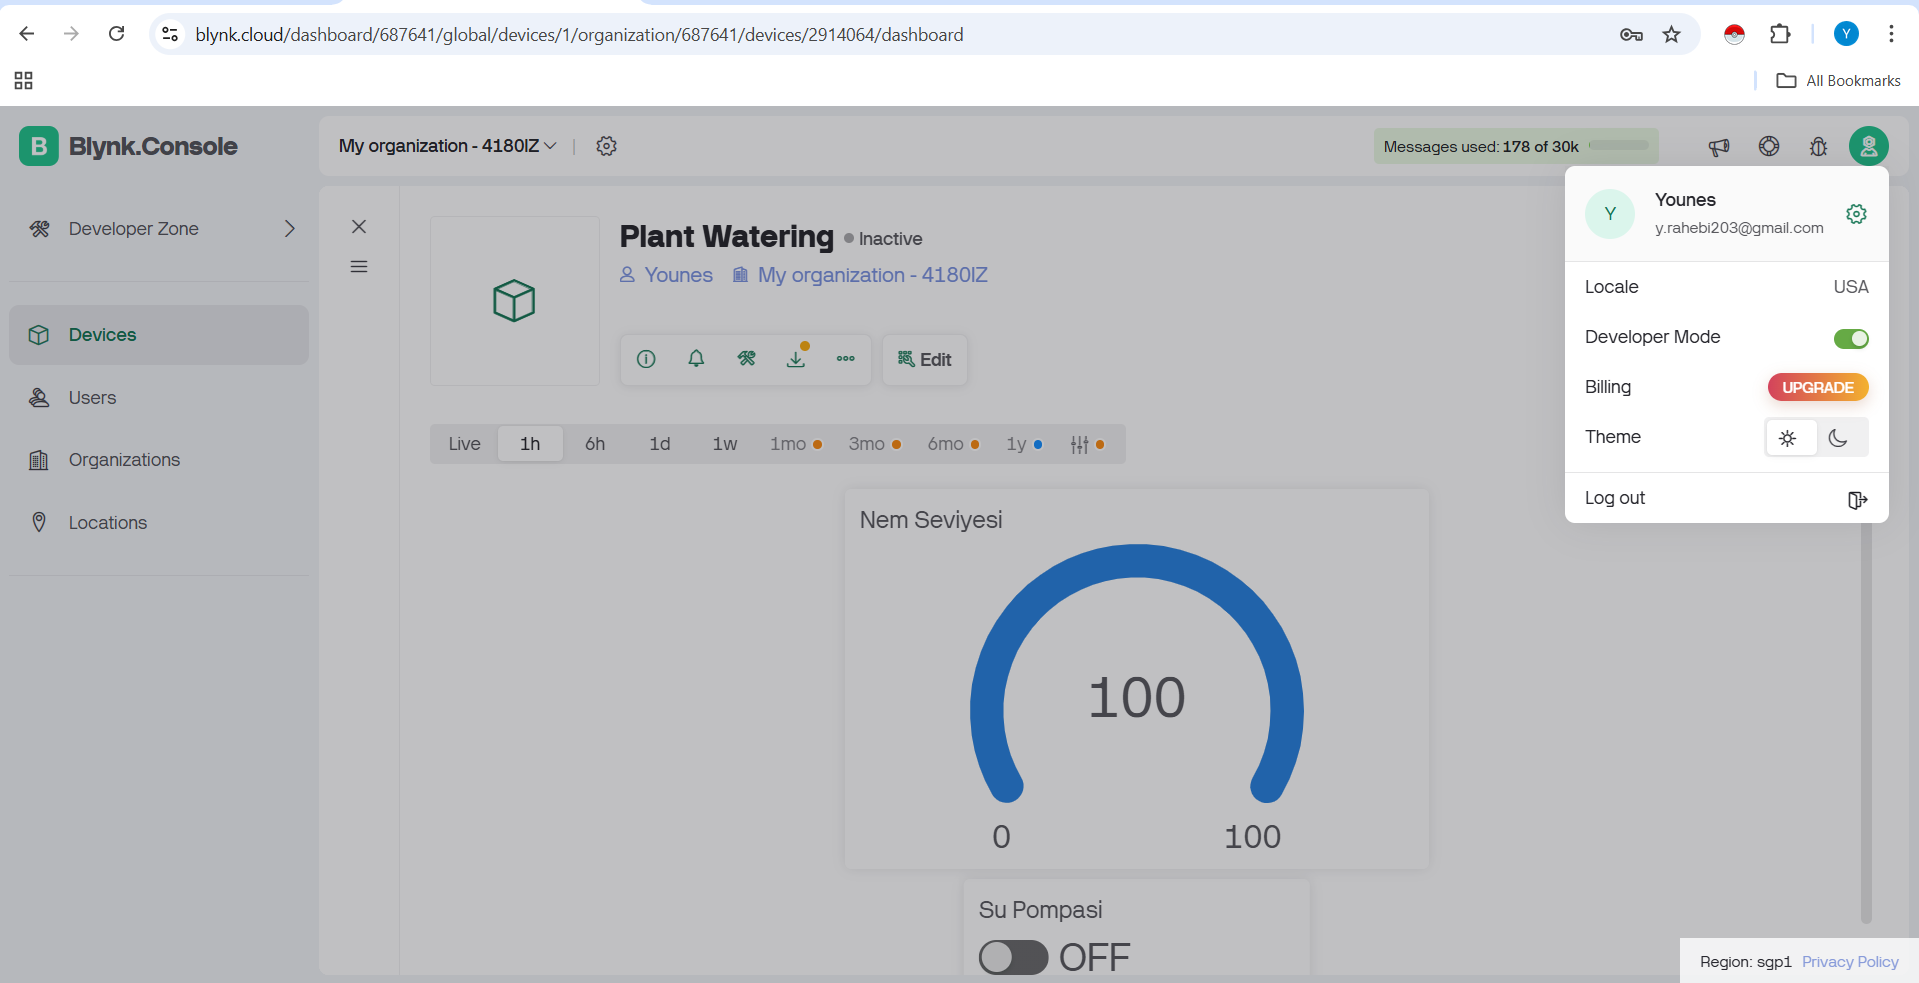 blynk.cloud/dashboard/687641/global/devices/1/organization/687641/devices/2914064/dashboard
Y
All Bookmarks
B Blynk.Console
My organization - 4180IZ
Messages used: 178 of 30k
Developer Zone
Devices
Users
Organizations
Locations
Plant Watering
Inactive
Younes My organization - 4180IZ
Edit
Live 1h 6h 1d 1w 1mo 3mo 6mo 1y
Nem Seviyesi
100
0 100
Su Pompasi
OFF
Y
Younes
y.rahebi203@gmail.com
Locale USA
Developer Mode
Billing UPGRADE
Theme
Log out
Region: sgp1 Privacy Policy